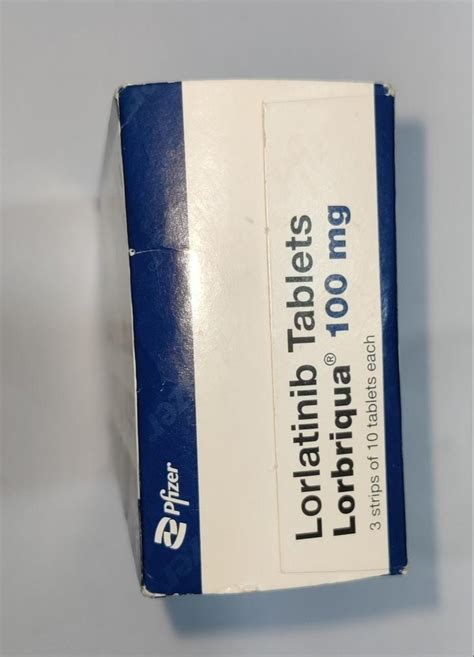 Pfizer
Lorlatinib Tablets
Lorbriqua® 100 mg
3 strips of 10 tablets each